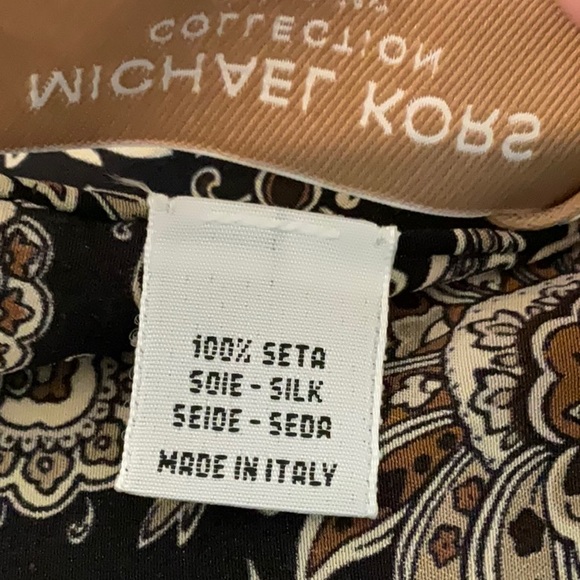 MICHAEL KORS
COLLECTION
100% SETA
SOIE - SILK
SEIDE - SEDA
MADE IN ITALY